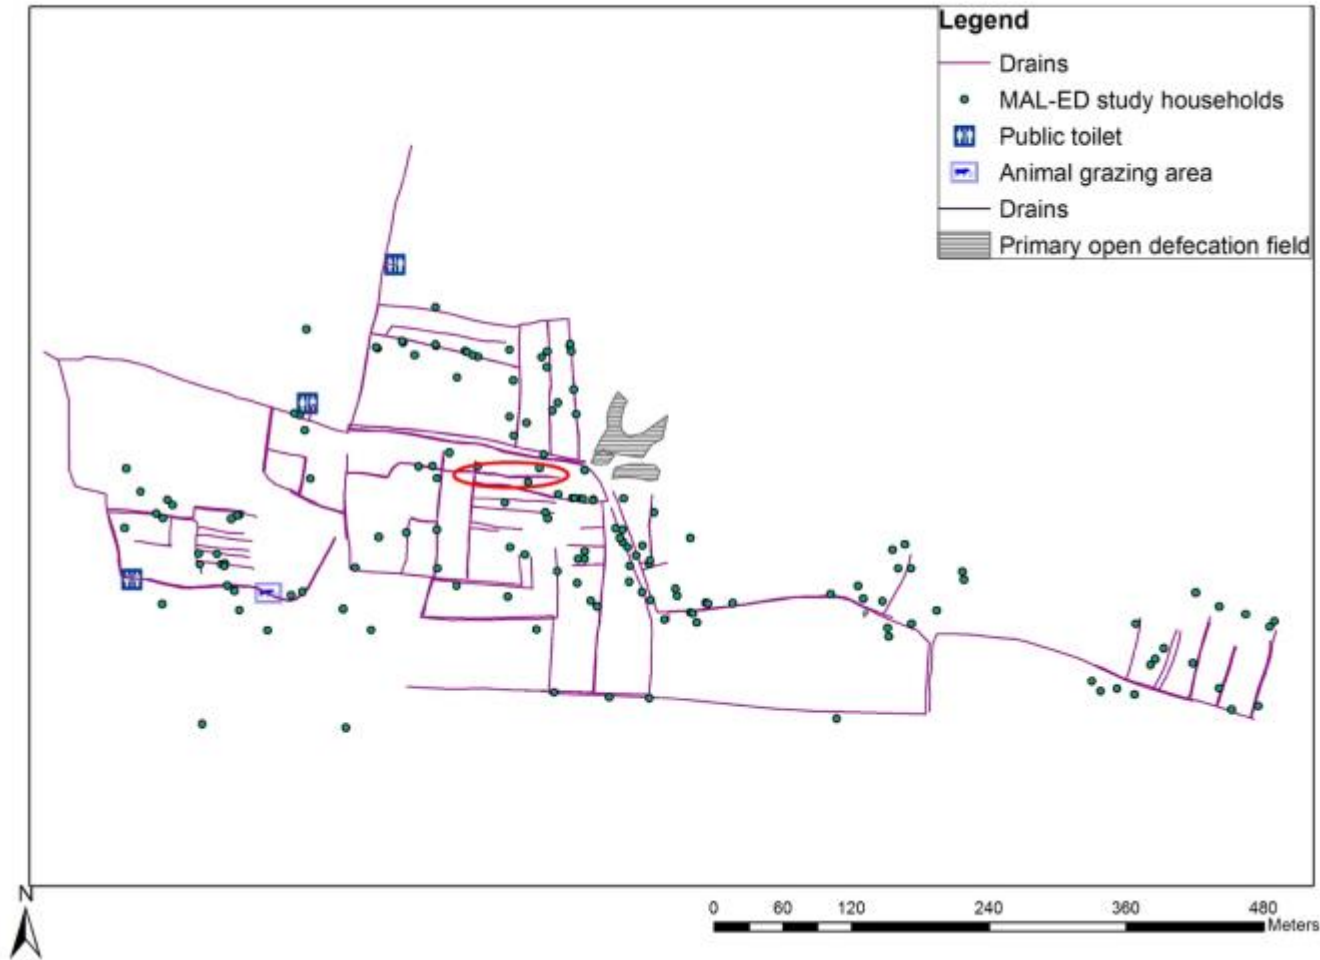 Legend
Drains
MAL-ED study households
Public toilet
Animal grazing area
Drains
Primary open defecation field
N
0 60 120 240 360 480
Meters